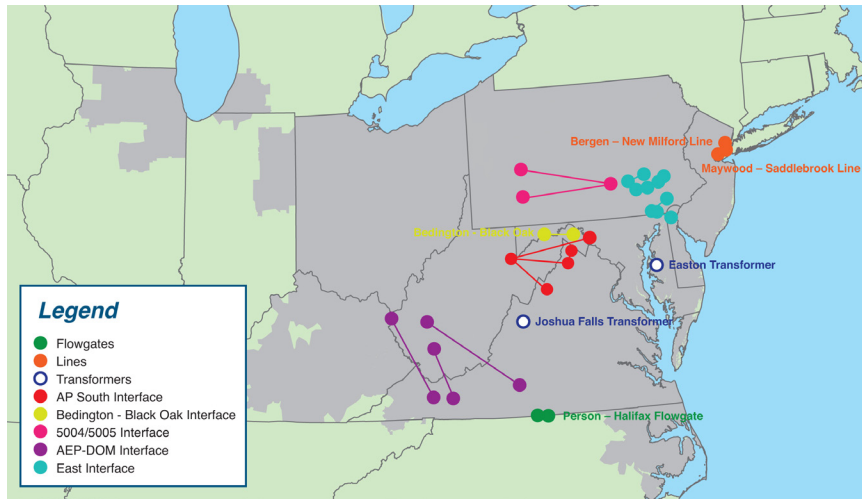 Bergen – New Milford Line
Maywood – Saddlebrook Line
Bedington - Black Oak
Easton Transformer
Joshua Falls Transformer
Person – Halifax Flowgate
Legend
Flowgates
Lines
Transformers
AP South Interface
Bedington - Black Oak Interface
5004/5005 Interface
AEP-DOM Interface
East Interface